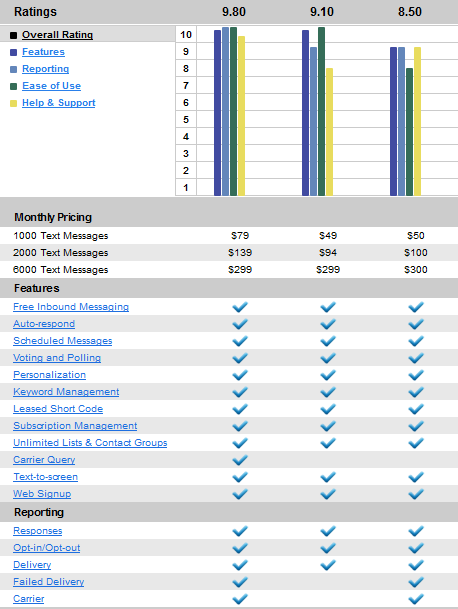 Ratings 9.80 9.10 8.50
Overall Rating
Features
Reporting
Ease of Use
Help & Support
10
9
8
7
6
5
4
3
2
1
Monthly Pricing
1000 Text Messages $79 $49 $50
2000 Text Messages $139 $94 $100
6000 Text Messages $299 $299 $300
Features
Free Inbound Messaging
Auto-respond
Scheduled Messages
Voting and Polling
Personalization
Keyword Management
Leased Short Code
Subscription Management
Unlimited Lists & Contact Groups
Carrier Query
Text-to-screen
Web Signup
Reporting
Responses
Opt-in/Opt-out
Delivery
Failed Delivery
Carrier